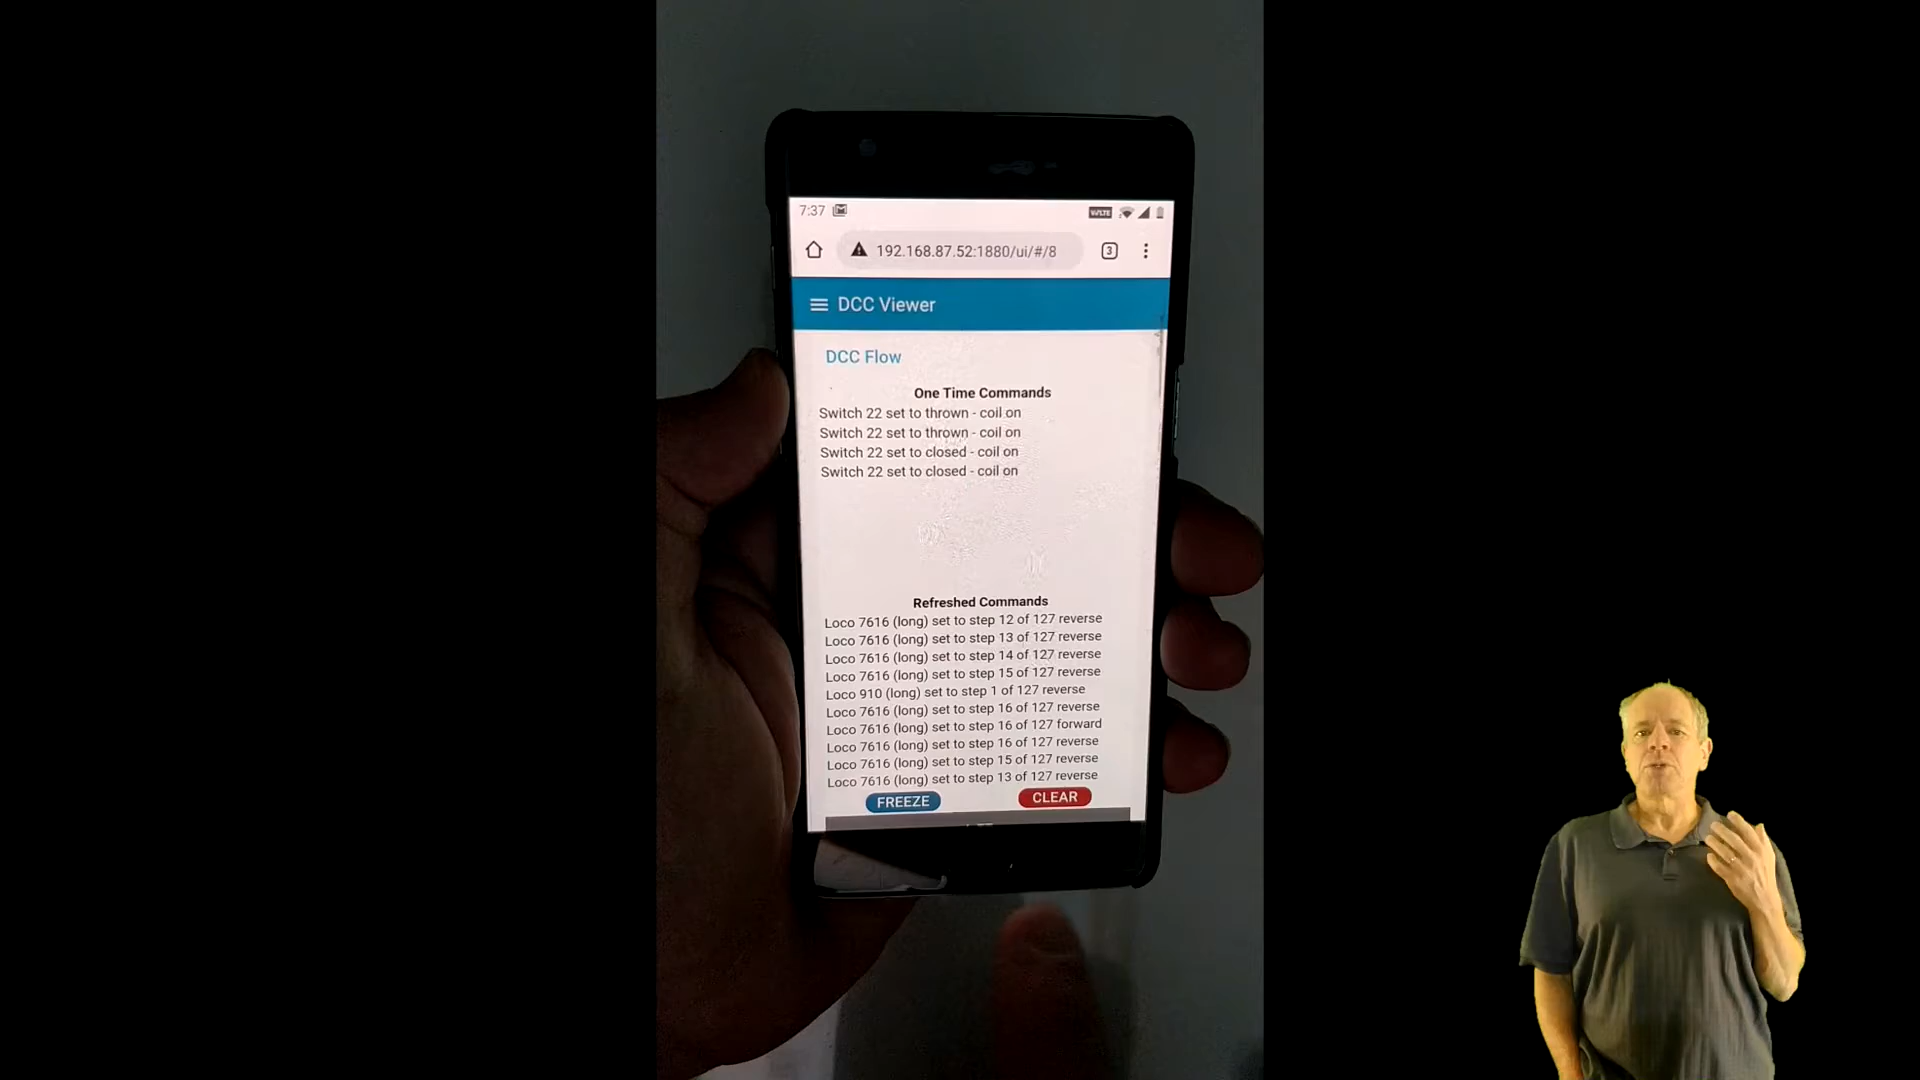 7:37
VoLTE
192.168.87.52:1880/ui/#/8
3
DCC Viewer
DCC Flow
One Time Commands
Switch 22 set to thrown - coil on
Switch 22 set to thrown - coil on
Switch 22 set to closed - coil on
Switch 22 set to closed - coil on
Refreshed Commands
Loco 7616 (long) set to step 12 of 127 reverse
Loco 7616 (long) set to step 13 of 127 reverse
Loco 7616 (long) set to step 14 of 127 reverse
Loco 7616 (long) set to step 15 of 127 reverse
Loco 910 (long) set to step 1 of 127 reverse
Loco 7616 (long) set to step 16 of 127 reverse
Loco 7616 (long) set to step 16 of 127 forward
Loco 7616 (long) set to step 16 of 127 reverse
Loco 7616 (long) set to step 15 of 127 reverse
Loco 7616 (long) set to step 13 of 127 reverse
FREEZE
CLEAR